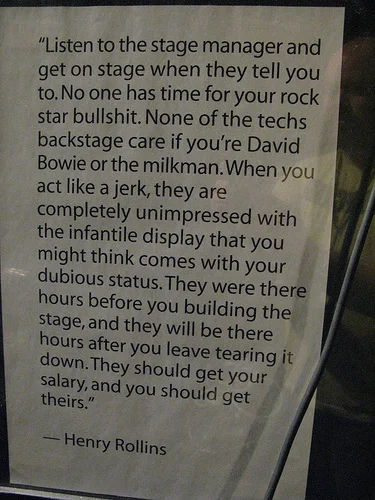 “Listen to the stage manager and
get on stage when they tell you
to. No one has time for your rock
star bullshit. None of the techs
backstage care if you’re David
Bowie or the milkman. When you
act like a jerk, they are
completely unimpressed with
the infantile display that you
might think comes with your
dubious status. They were there
hours before you building the
stage, and they will be there
hours after you leave tearing it
down. They should get your
salary, and you should get
theirs.”
— Henry Rollins